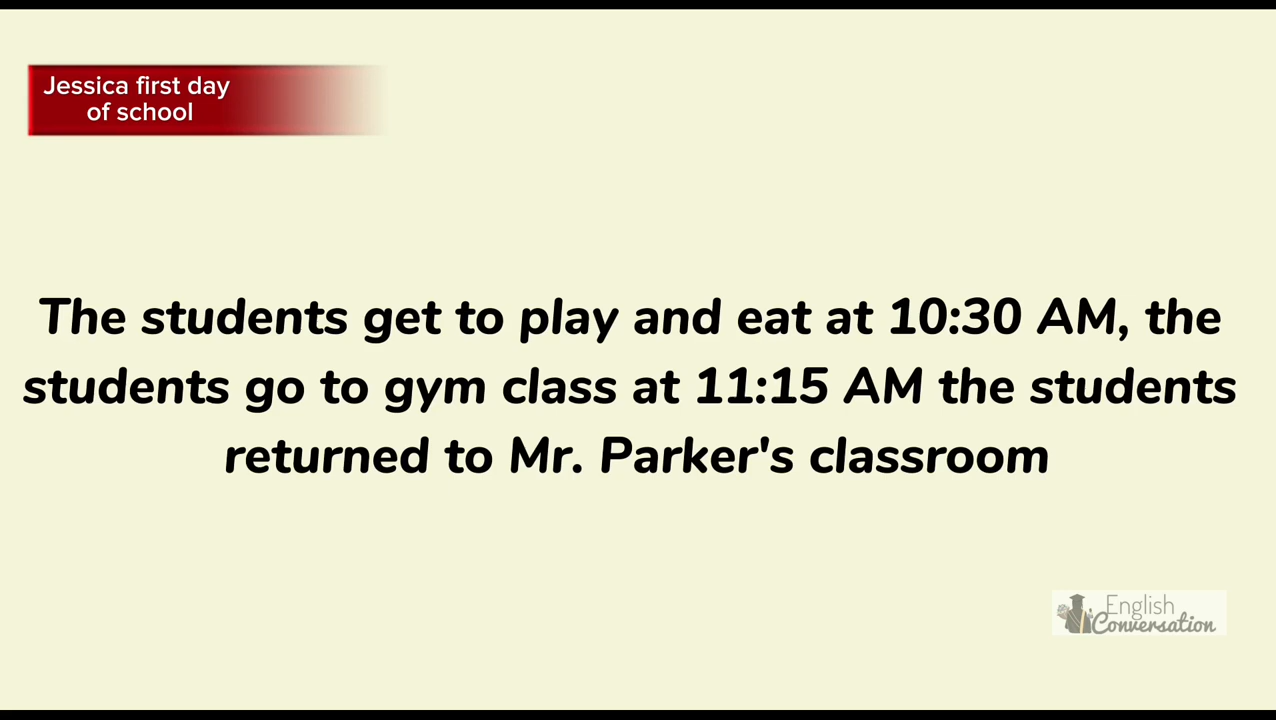 Jessica first day
of school
The students get to play and eat at 10:30 AM, the
students go to gym class at 11:15 AM the students
returned to Mr. Parker's classroom
English
Conversation